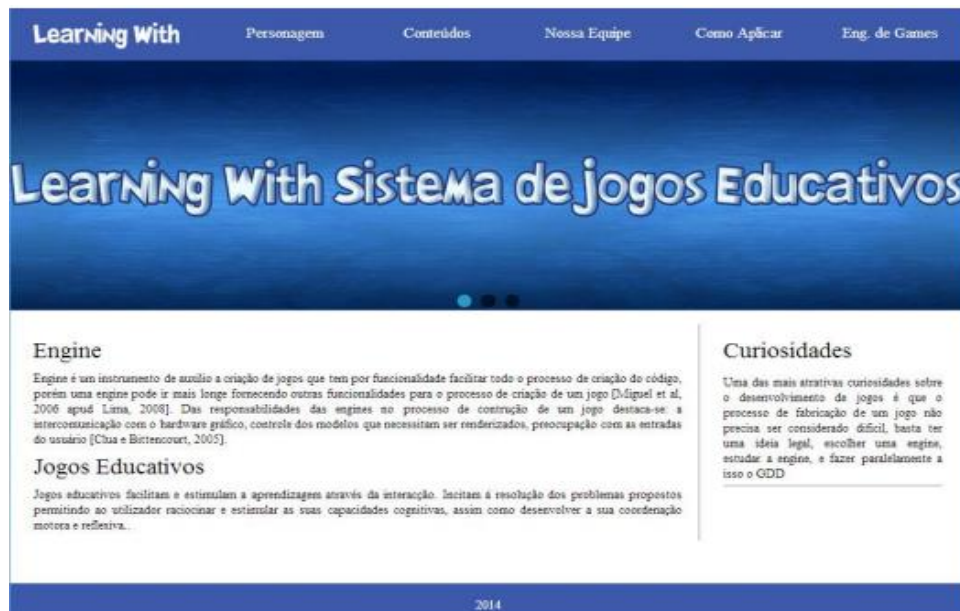 Learning With
Personagem
Conteúdos
Nossa Equipe
Como Aplicar
Eng. de Games
Learning With Sistema de jogos Educativos
Engine
Engine é um instrumento de auxilio a criação de jogos que tem por funcionalidade facilitar todo o processo de criação do código,
porém uma engine pode ir mais longe fornecendo outras funcionalidades para o processo de criação de um jogo [Miguel et al,
2006 apud Lima, 2008]. Das responsabilidades das engines no processo de contrução de um jogo destaca-se: a
intercomunicação com o hardware gráfico, controle dos modelos que necessitam ser renderizados, preocupação com as entradas
do usuário [Clua e Bittencourt, 2005].
Jogos Educativos
Jogos educativos facilitam e estimulam a aprendizagem através da interacção. Incitam á resolução dos problemas propostos
permitindo ao utilizador raciocinar e estimular as suas capacidades cognitivas, assim como desenvolver a sua coordenação
motora e reflexiva..
Curiosidades
Uma das mais atrativas curiosidades sobre
o desenvolvimento de jogos é que o
processo de fabricação de um jogo não
precisa ser considerado dificil, basta ter
uma ideia legal, escolher uma engine,
estudar a engine, e fazer paralelamente a
isso o GDD
2014